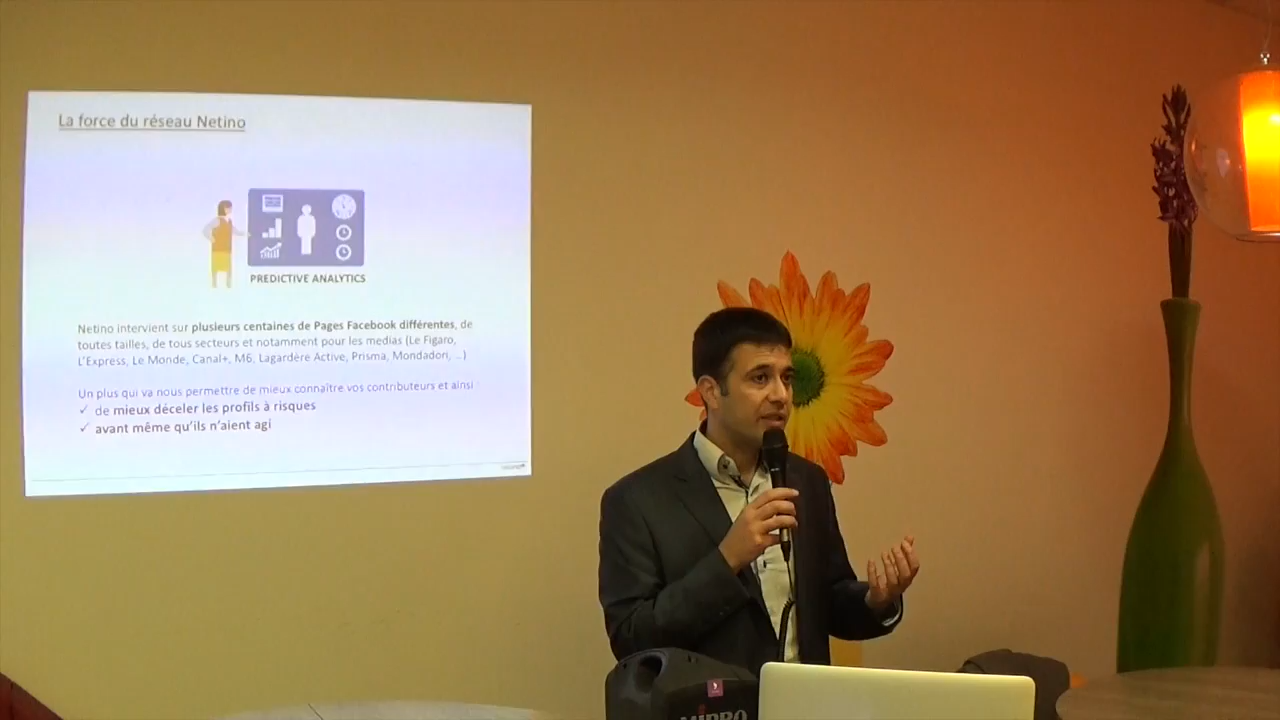 La force du réseau Netino
PREDICTIVE ANALYTICS
Netino intervient sur plusieurs centaines de Pages Facebook différentes, de
toutes tailles, de tous secteurs et notamment pour les medias (Le Figaro,
L'Express, Le Monde, Canal+, M6, Lagardère Active, Prisma, Mondadori, ...)
Un plus qui va nous permettre de mieux connaître vos contributeurs et ainsi :
✓ de mieux déceler les profils à risques
✓ avant même qu'ils n'aient agi
MIPRO